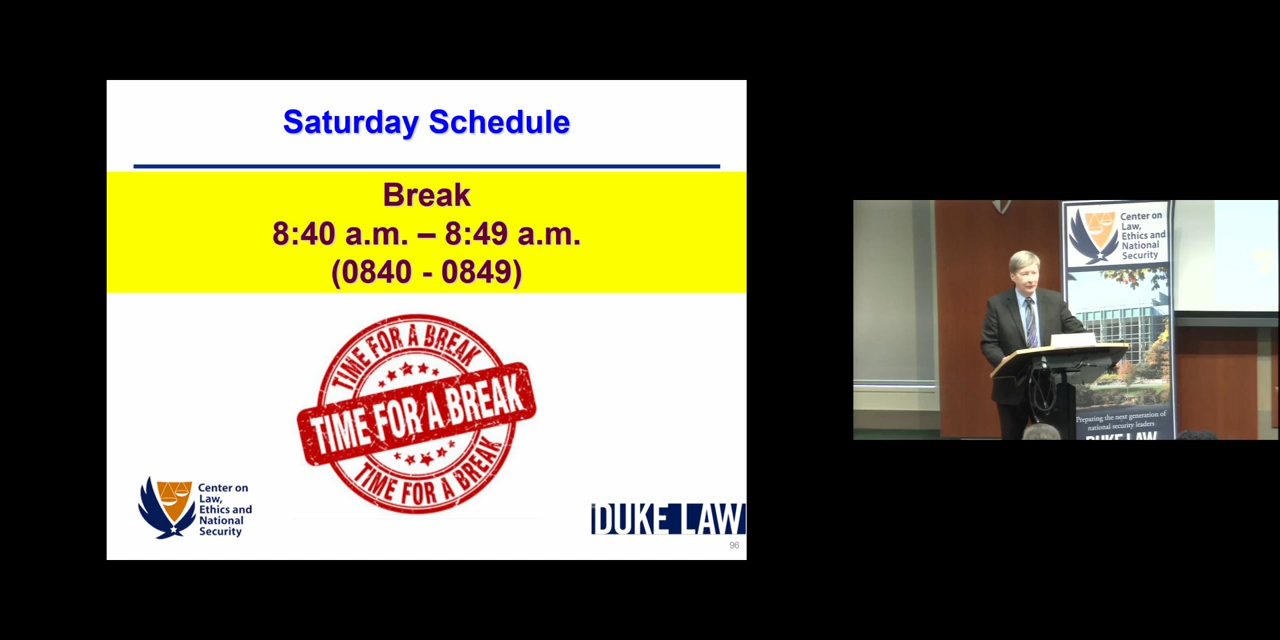 Saturday Schedule
Break
8:40 a.m. – 8:49 a.m.
(0840 - 0849)
TIME FOR A BREAK
TIME FOR A BREAK
TIME FOR A BREAK
Center on
Law,
Ethics and
National
Security
DUKE LAW
96
Center on
Law,
Ethics and
National
Security
Preparing the next generation of
national security leaders
DUKE LAW